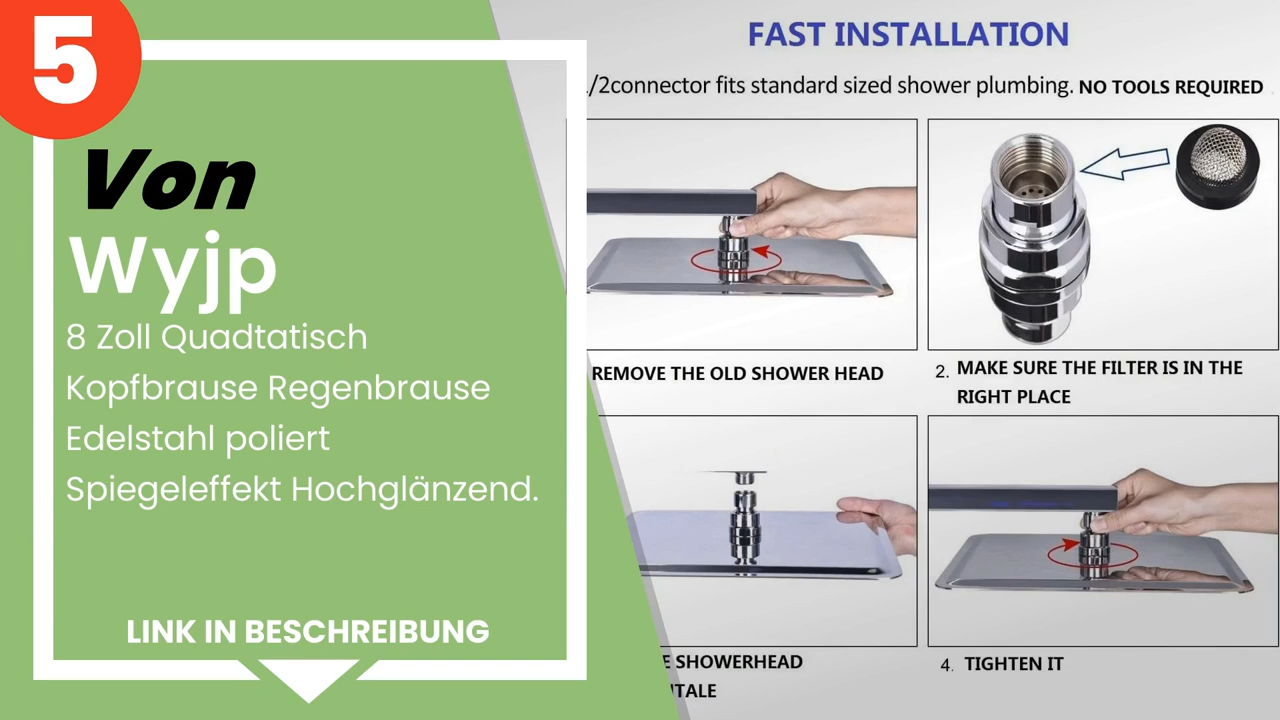 5
Von
Wyjp
8 Zoll Quadtatisch
Kopfbrause Regenbrause
Edelstahl poliert
Spiegeleffekt Hochglänzend.
LINK IN BESCHREIBUNG
FAST INSTALLATION
/2connector fits standard sized shower plumbing. NO TOOLS REQUIRED
REMOVE THE OLD SHOWER HEAD
2. MAKE SURE THE FILTER IS IN THE
RIGHT PLACE
SHOWERHEAD
4. TIGHTEN IT